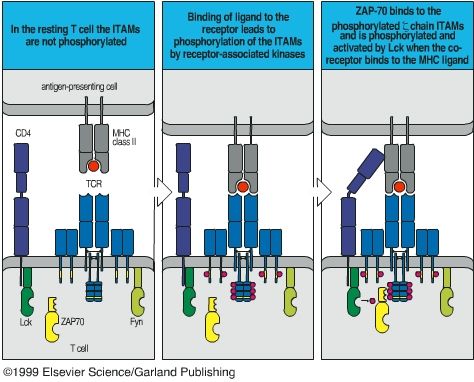 In the resting T cell the ITAMs
are not phosphorylated
Binding of ligand to the
receptor leads to
phosphorylation of the ITAMs
by receptor-associated kinases
ZAP-70 binds to the
phosphorylated ζ chain ITAMs
and is phosphorylated and
activated by Lck when the co-
receptor binds to the MHC ligand
antigen-presenting cell
CD4
MHC
class II
TCR
Lck
ZAP70
Fyn
T cell
©1999 Elsevier Science/Garland Publishing